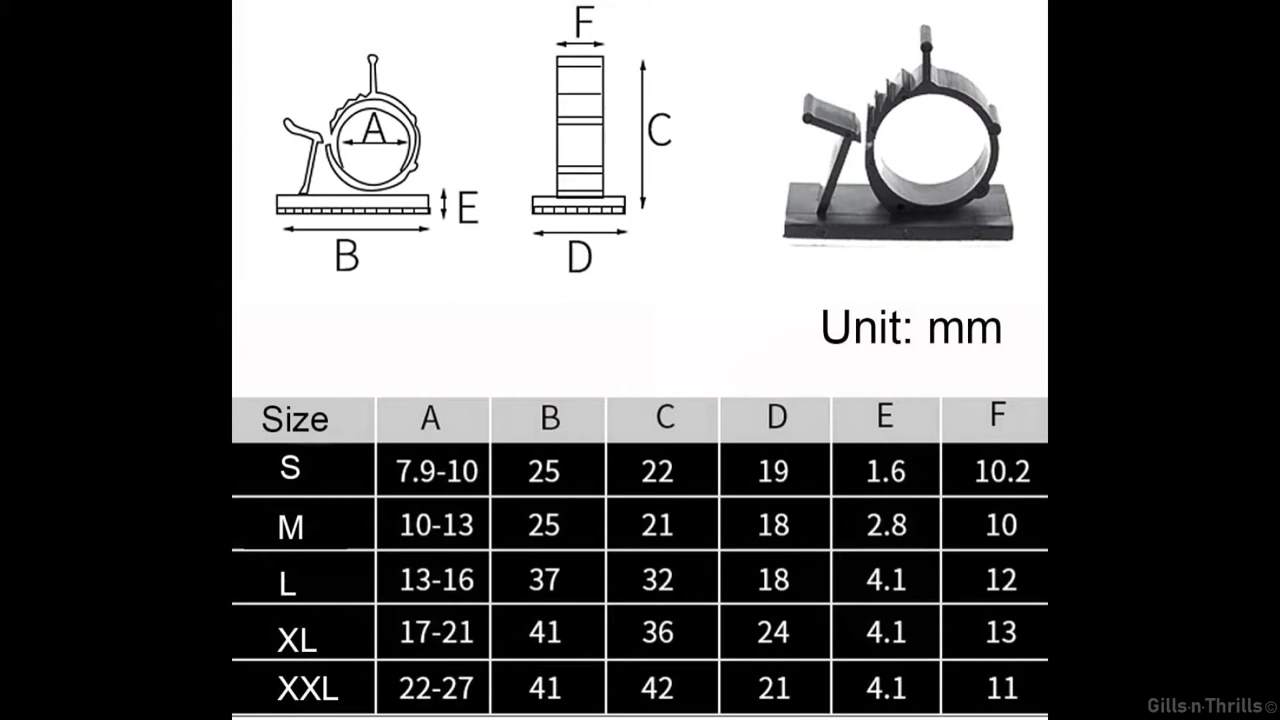 F
A
C
E
B
D
Unit: mm
Size A B C D E F
S 7.9-10 25 22 19 1.6 10.2
M 10-13 25 21 18 2.8 10
L 13-16 37 32 18 4.1 12
XL 17-21 41 36 24 4.1 13
XXL 22-27 41 42 21 4.1 11
Gills-n-Thrills©